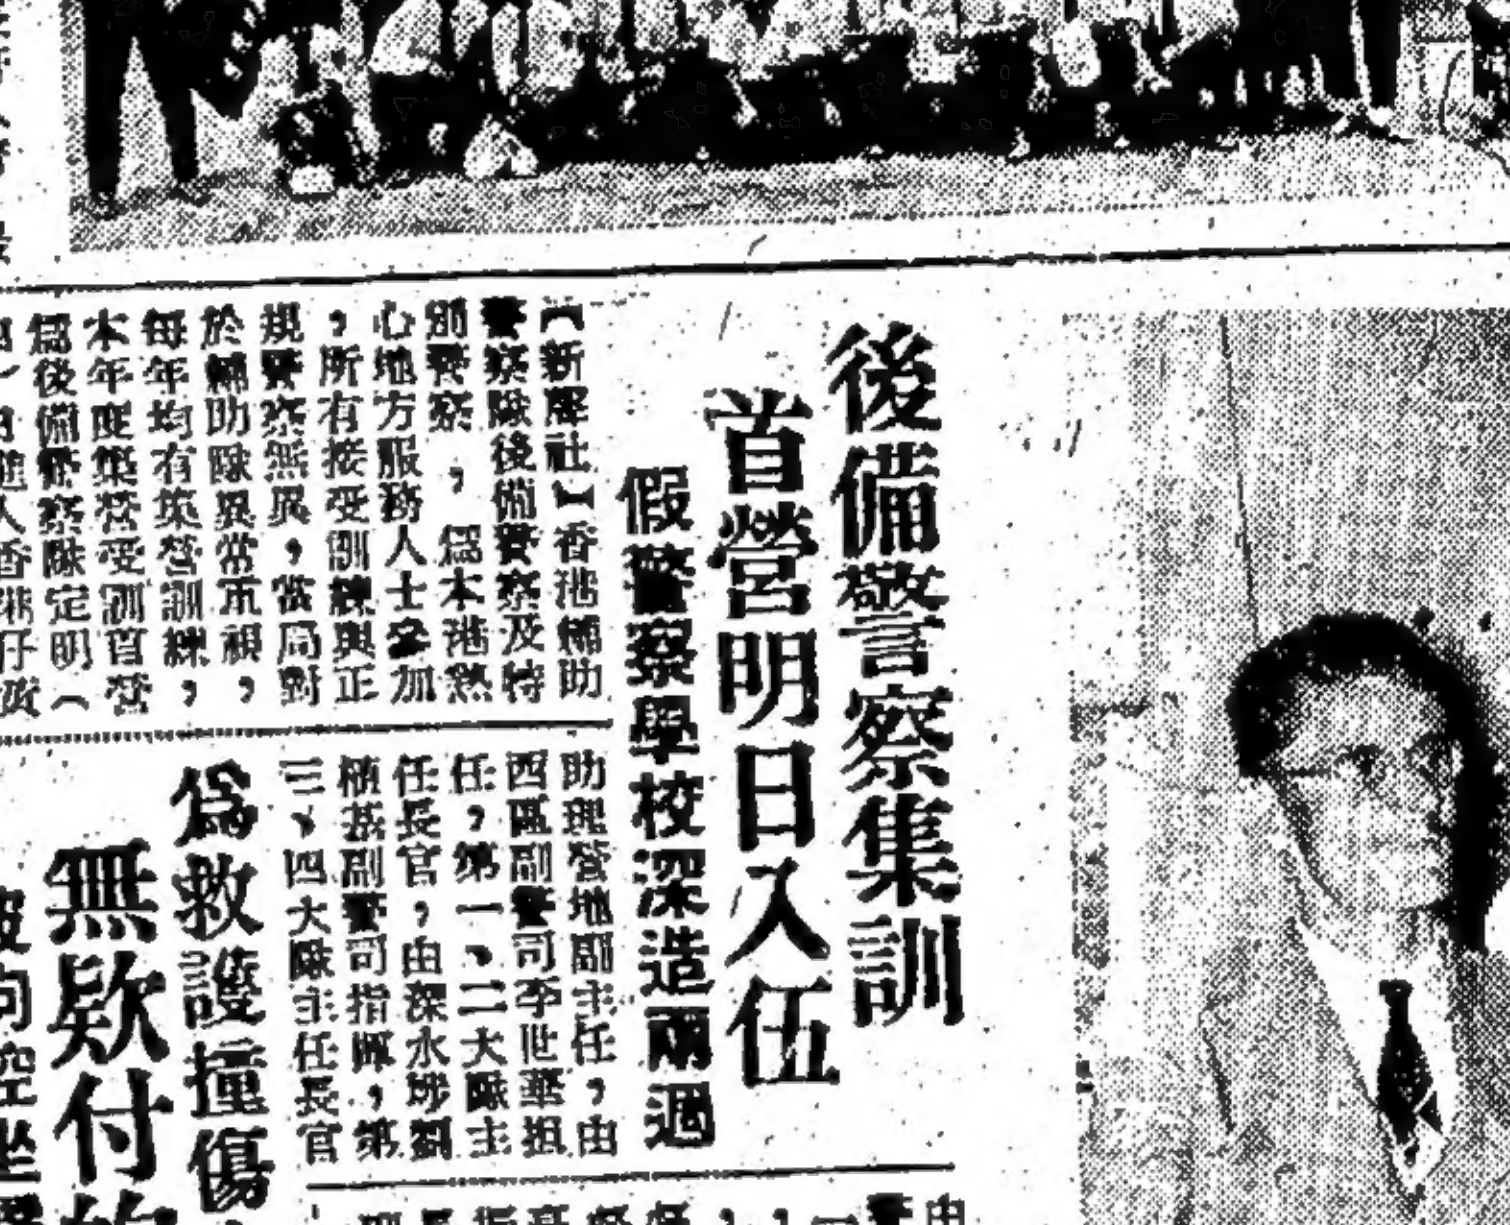 後備警察集訓
首營明日入伍
假警察學校深造兩週
【新聲社】香港輔助
警察隊後備警察及特
別警察,為本港熱
心地方服務人士參加
,所有接受訓練與正
規警察無異,當局對
於輔助隊異常重視,
每年均有集營訓練,
本年度集營受訓首營
為後備警察隊定明(
助理營地副主任,由
西區副警司李世華担
任,第一、二大隊主
任長官,由深水埗劉
植蓀副警司指揮,第
三、四大隊主任長官
為救護撞傷
無欵付